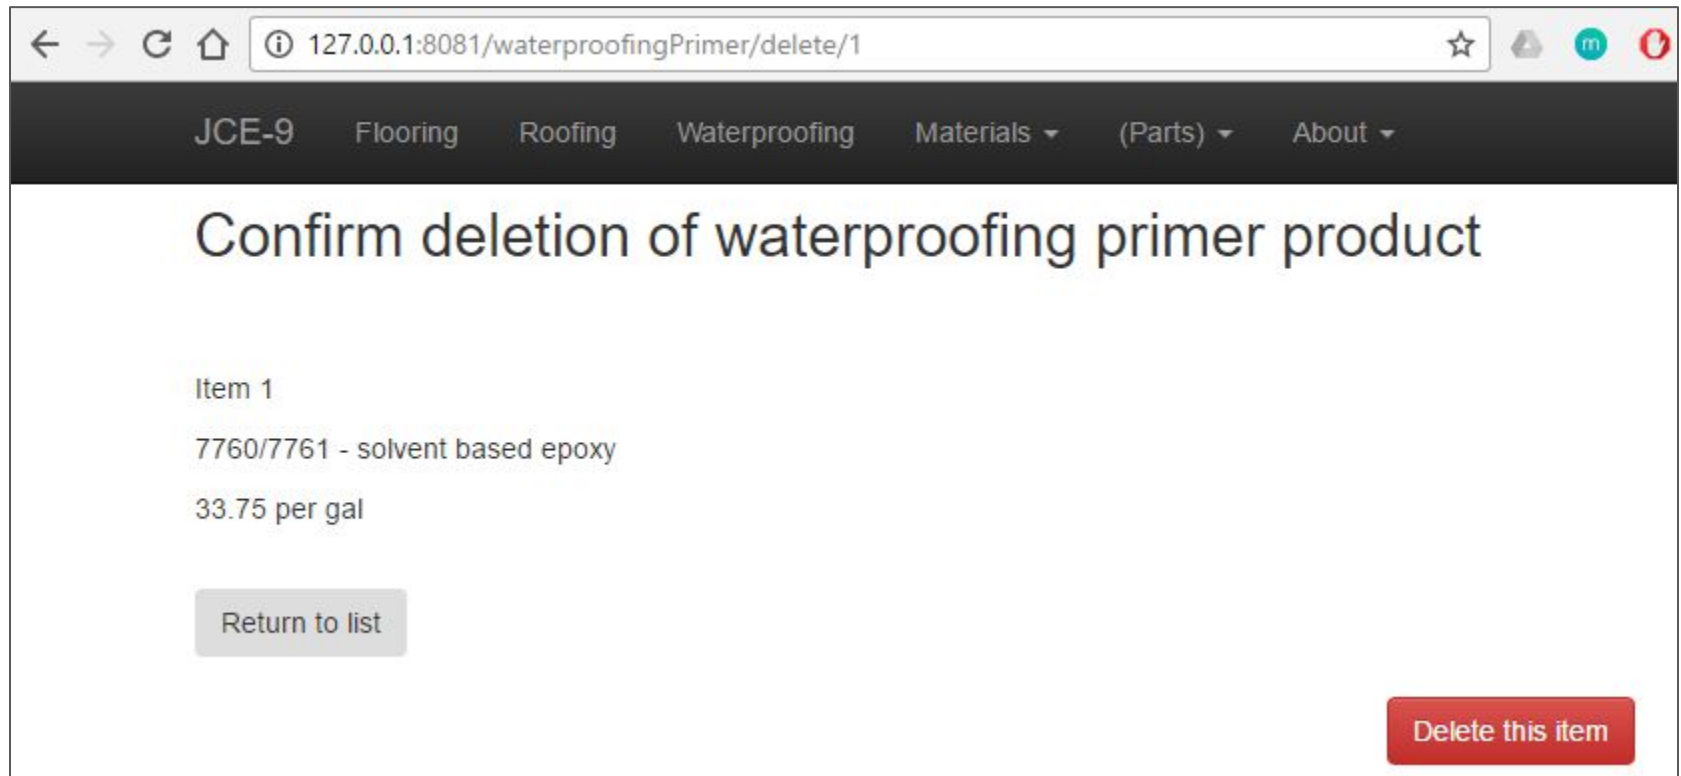 127.0.0.1:8081/waterproofingPrimer/delete/1
m
JCE-9 Flooring Roofing Waterproofing Materials (Parts) About
Confirm deletion of waterproofing primer product
Item 1
7760/7761 - solvent based epoxy
33.75 per gal
Return to list
Delete this item